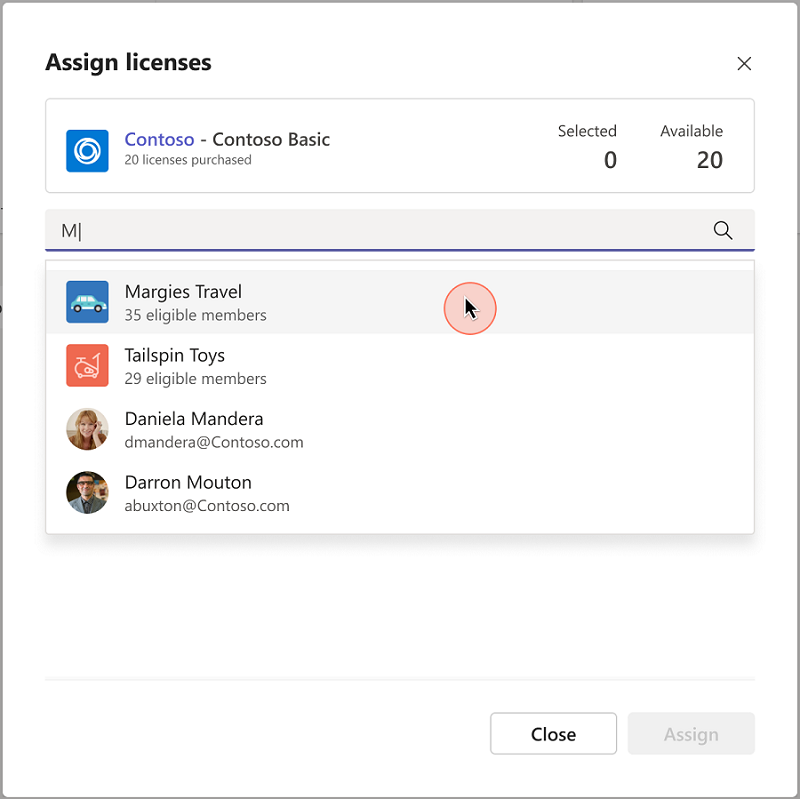 Assign licenses
Contoso - Contoso Basic
20 licenses purchased
Selected
0
Available
20
M
Margies Travel
35 eligible members
Tailspin Toys
29 eligible members
Daniela Mandera
dmandera@Contoso.com
Darron Mouton
abuxton@Contoso.com
Close
Assign